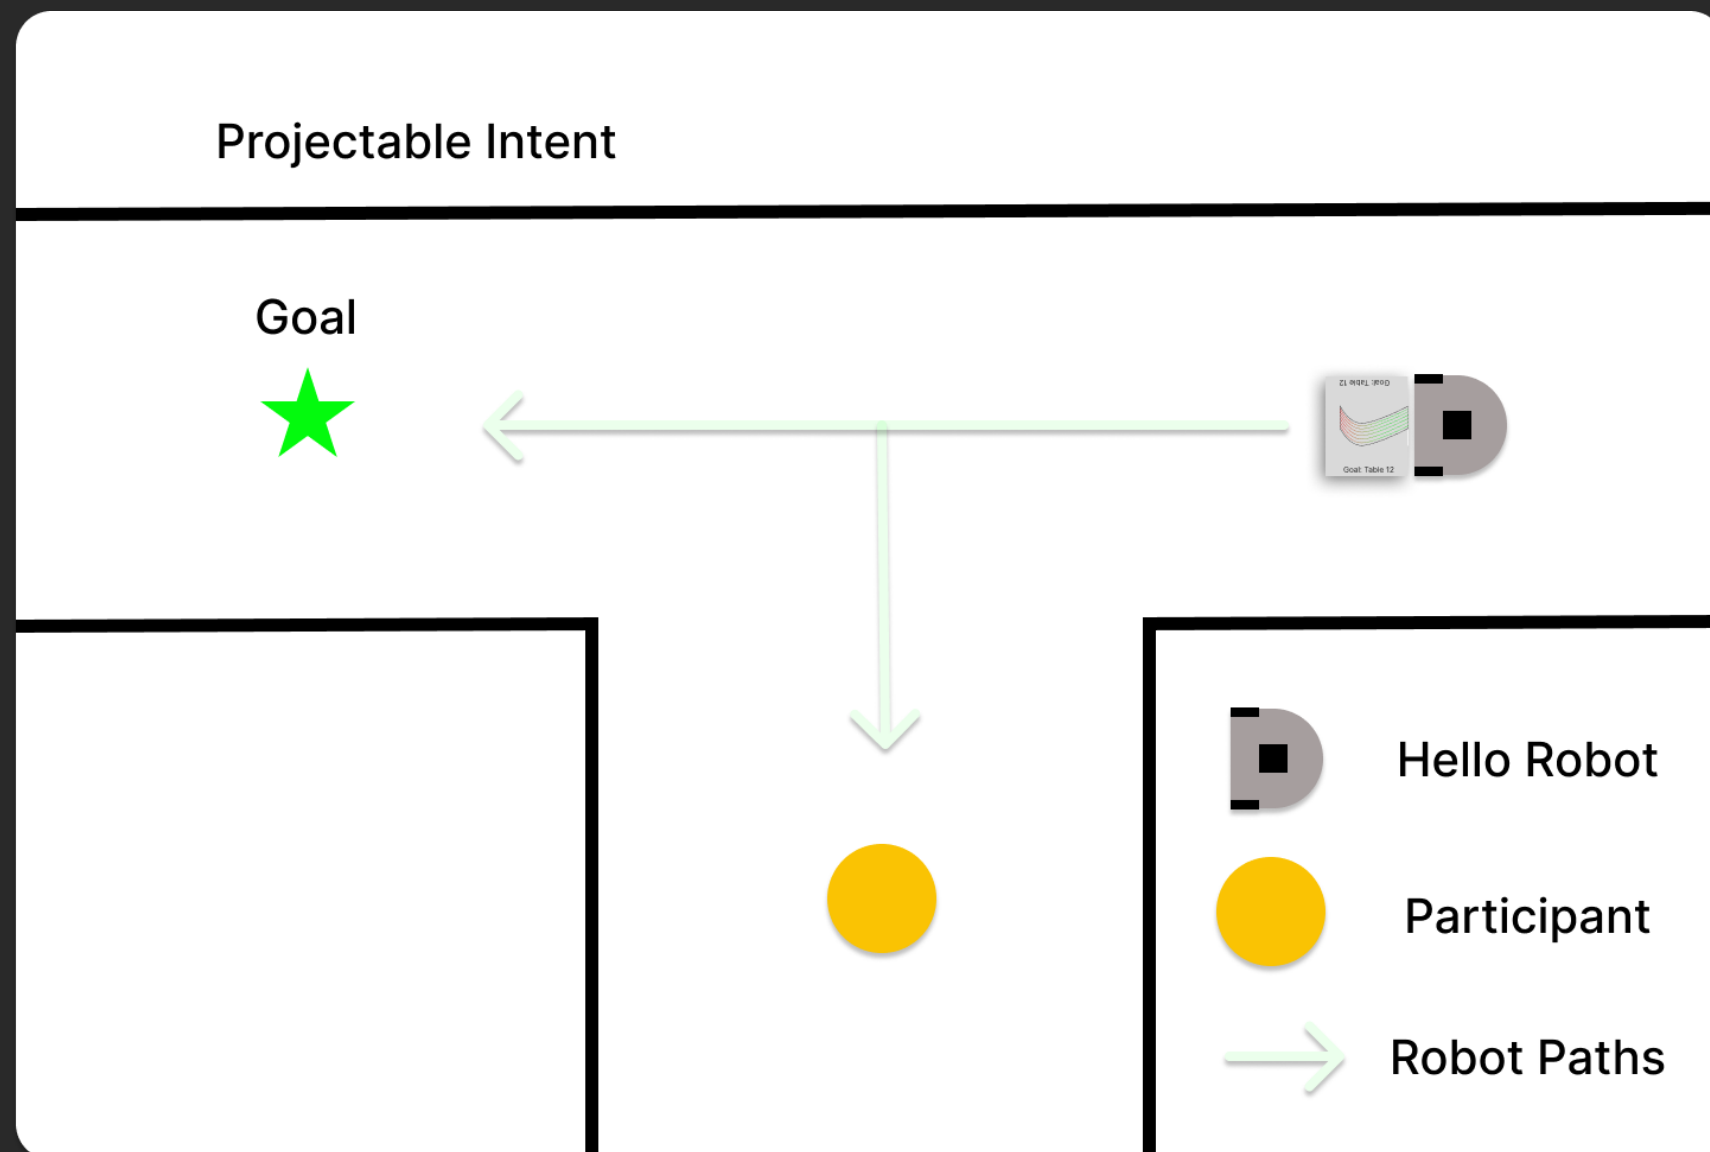 Projectable Intent
Goal
Goal: Table 12
Goal: Table 12
Hello Robot
Participant
Robot Paths